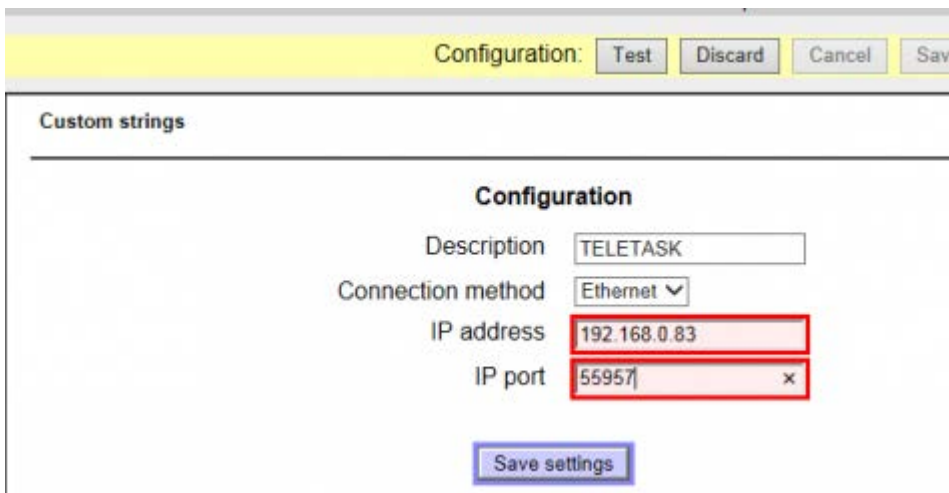 Configuration: Test Discard Cancel Sav
Custom strings
Configuration
Description TELETASK
Connection method Ethernet
IP address 192.168.0.83
IP port 55957 ×
Save settings